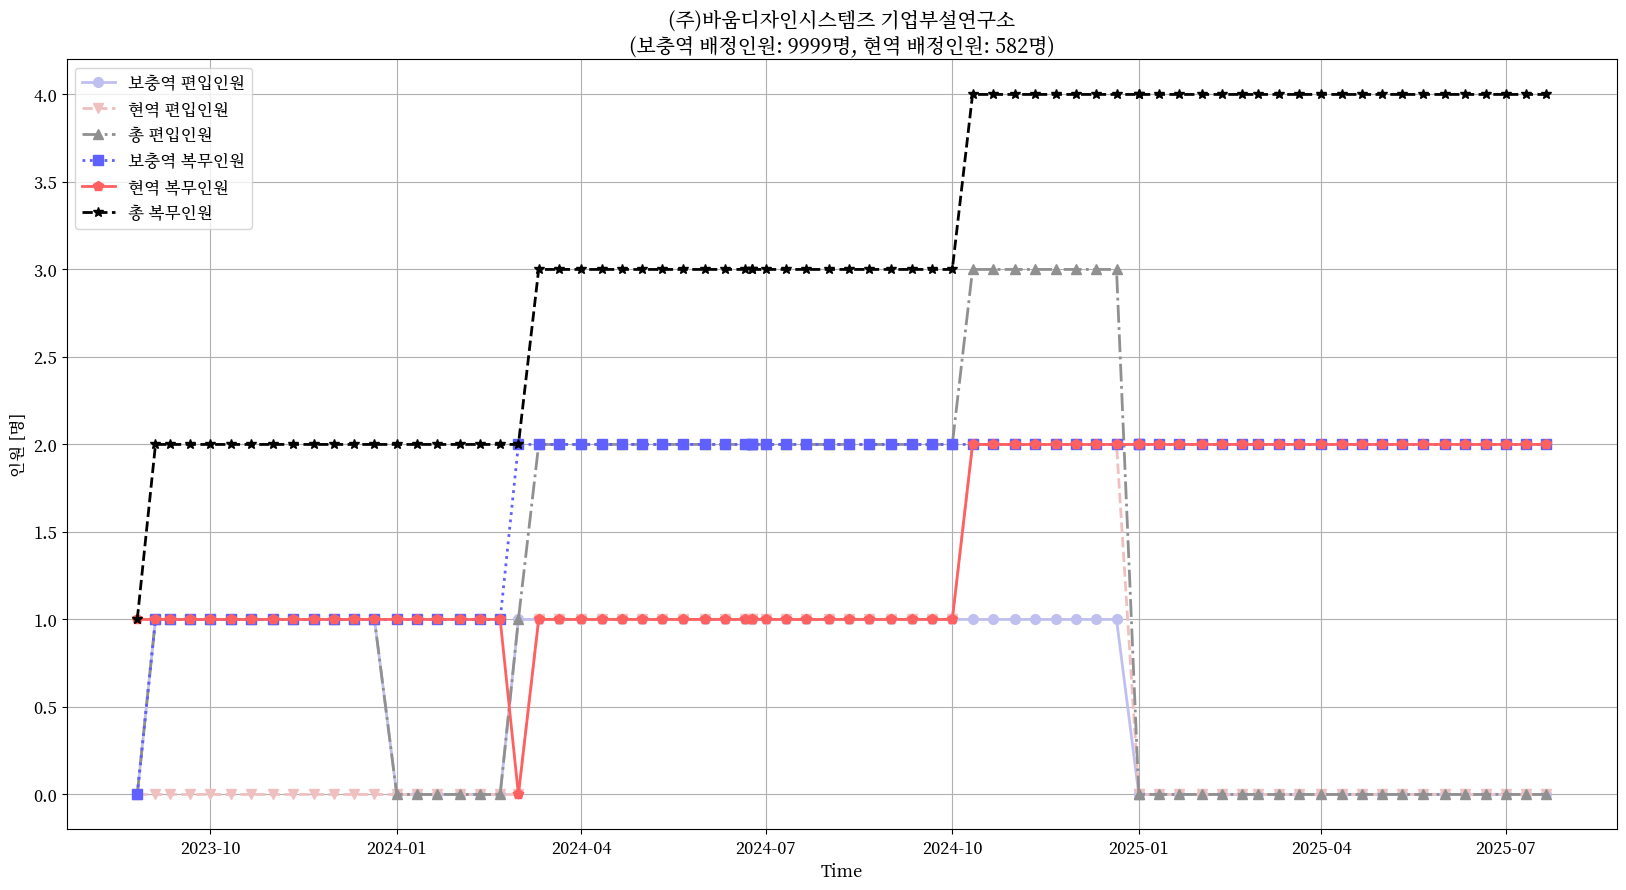 (주)바움디자인시스템즈 기업부설연구소
(보충역 배정인원: 9999명, 현역 배정인원: 582명)
보충역 편입인원
현역 편입인원
총 편입인원
보충역 복무인원
현역 복무인원
총 복무인원
4.0
3.5
3.0
2.5
2.0
1.5
1.0
0.5
0.0
인원 [명]
2023-10
2024-01
2024-04
2024-07
2024-10
2025-01
2025-04
2025-07
Time